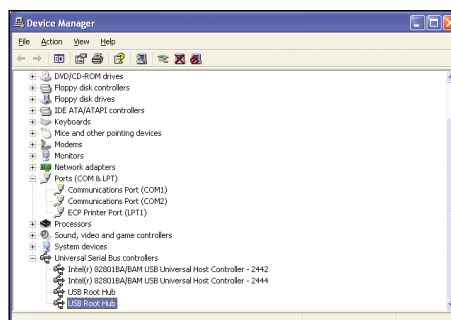 Device Manager
File Action View Help
DVD/CD-ROM drives
Floppy disk controllers
Floppy disk drives
IDE ATA/ATAPI controllers
Keyboards
Mice and other pointing devices
Modems
Monitors
Network adapters
Ports (COM & LPT)
Communications Port (COM1)
Communications Port (COM2)
ECP Printer Port (LPT1)
Processors
Sound, video and game controllers
System devices
Universal Serial Bus controllers
Intel(r) 82801BA/BAM USB Universal Host Controller - 2442
Intel(r) 82801BA/BAM USB Universal Host Controller - 2444
USB Root Hub
USB Root Hub